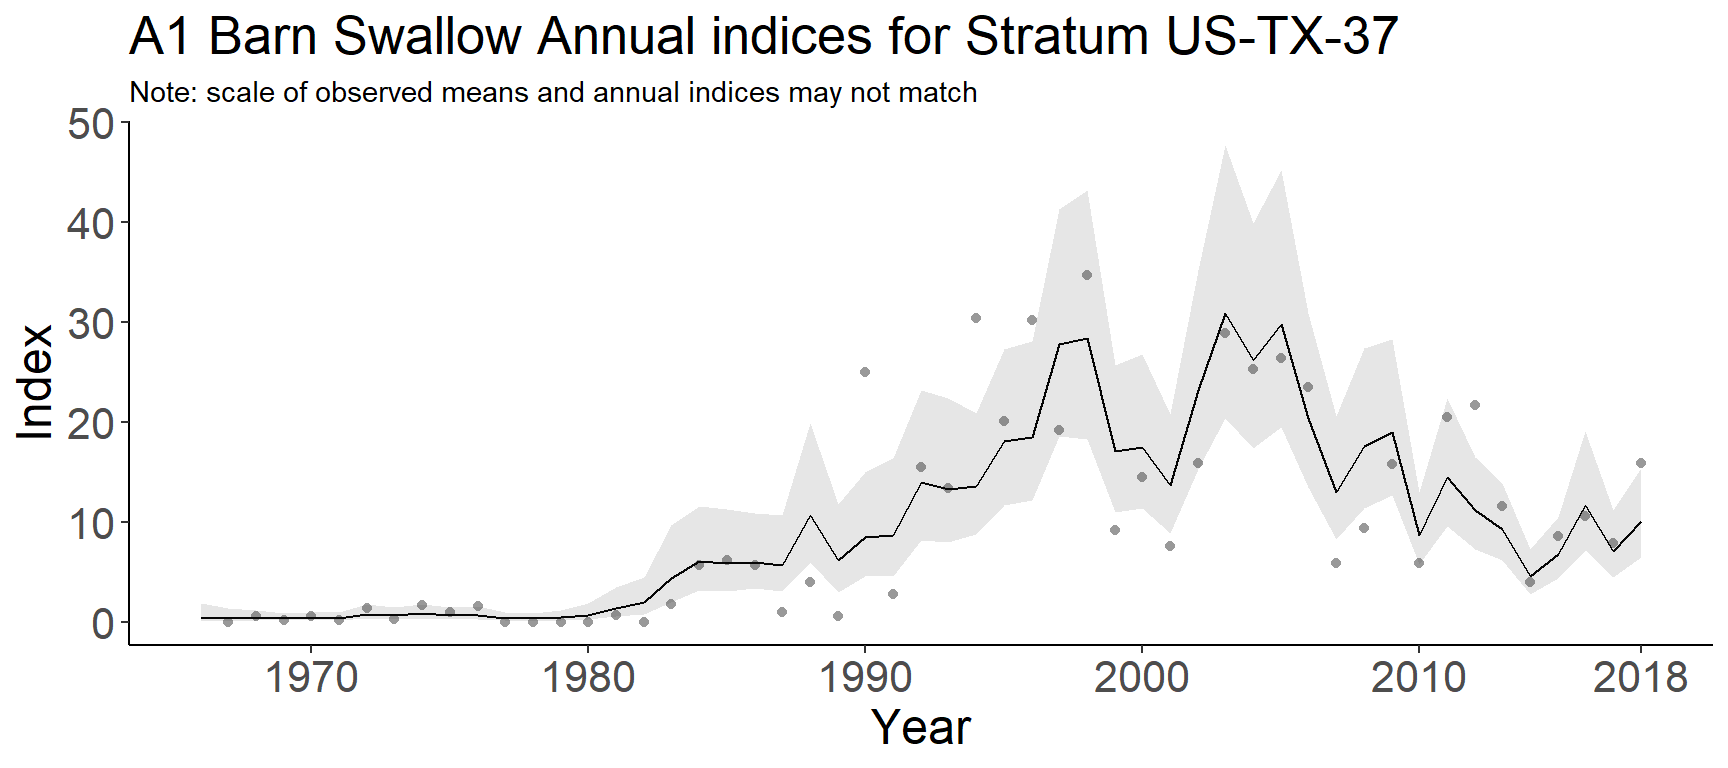 A1 Barn Swallow Annual indices for Stratum US-TX-37
Note: scale of observed means and annual indices may not match
50
40
30
20
10
0
Index
1970 1980 1990 2000 2010 2018
Year